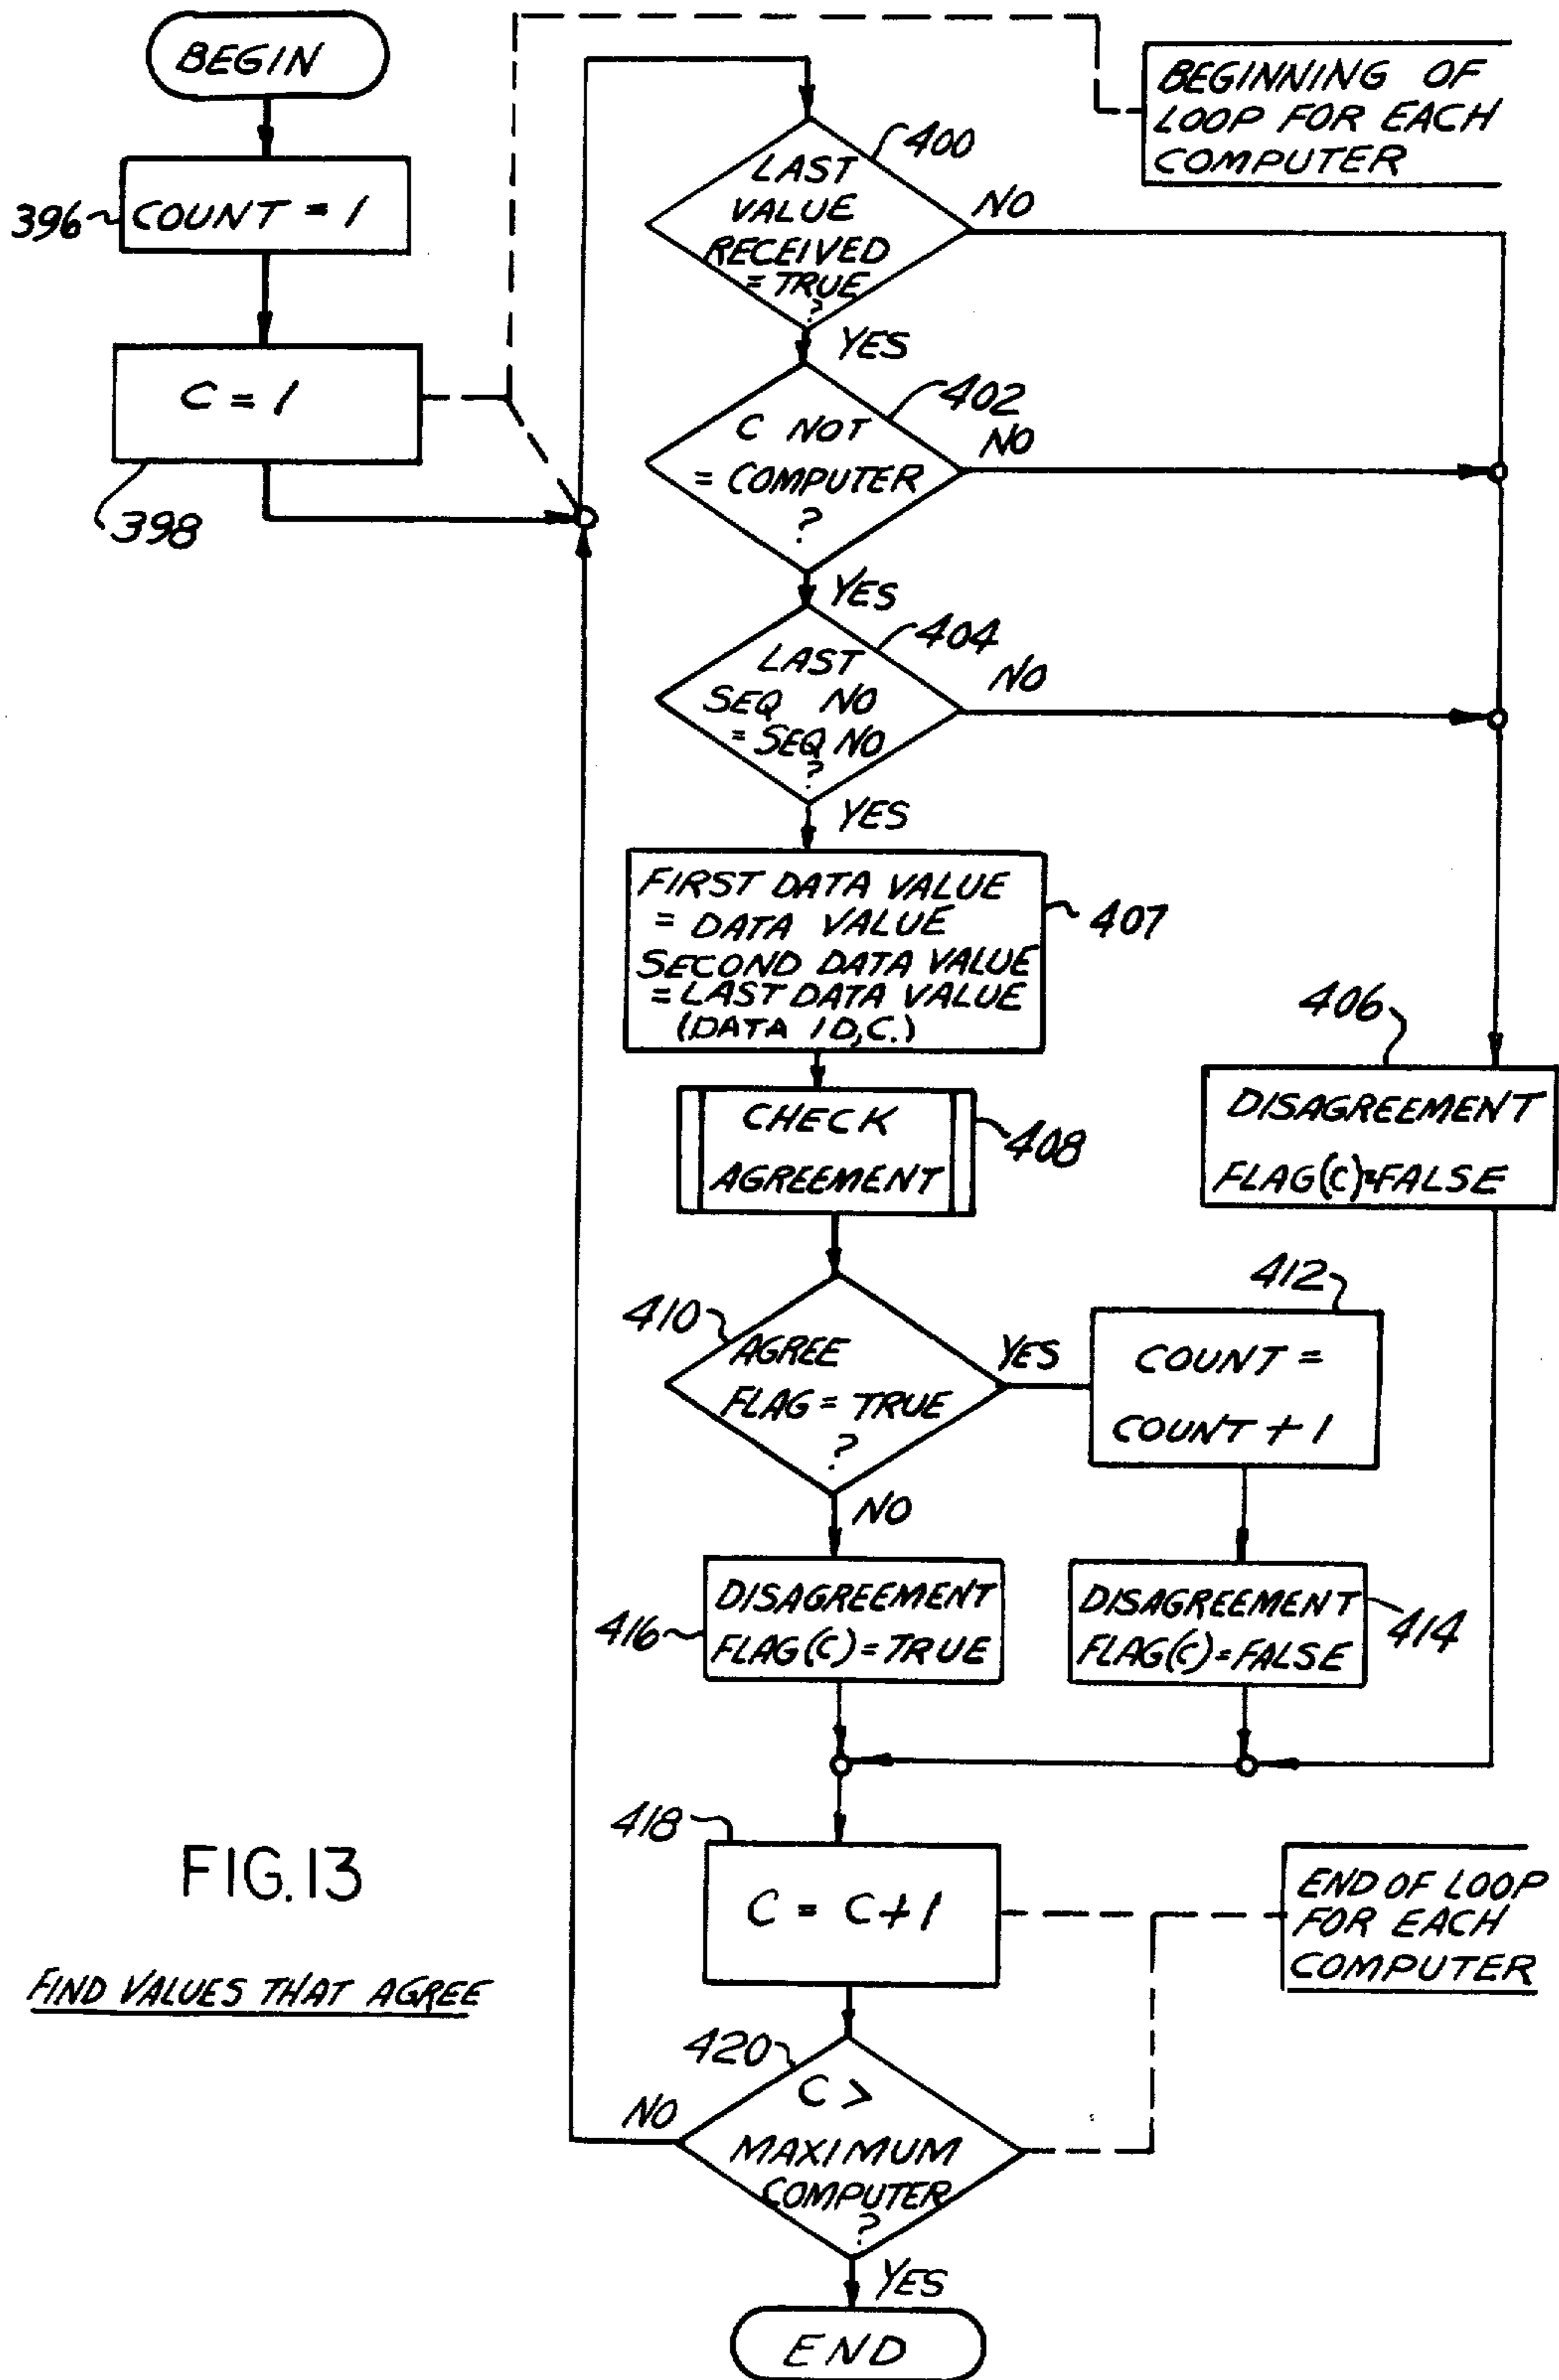 BEGIN
396
COUNT = 1
C = 1
398
BEGINNING OF
LOOP FOR EACH
COMPUTER
400
LAST
VALUE
RECEIVED
= TRUE
?
NO
YES
402
C NOT
= COMPUTER
?
NO
YES
404
LAST
SEQ NO
= SEQ NO
?
NO
YES
FIRST DATA VALUE
= DATA VALUE
SECOND DATA VALUE
= LAST DATA VALUE
(DATA ID,C.)
407
406
DISAGREEMENT
FLAG(C)=FALSE
CHECK
AGREEMENT
408
410
AGREE
FLAG = TRUE
?
YES
NO
412
COUNT =
COUNT + 1
416
DISAGREEMENT
FLAG(C)=TRUE
DISAGREEMENT
FLAG(C)=FALSE
414
418
C = C+1
END OF LOOP
FOR EACH
COMPUTER
FIG.13
FIND VALUES THAT AGREE
420
C >
MAXIMUM
COMPUTER
?
NO
YES
END